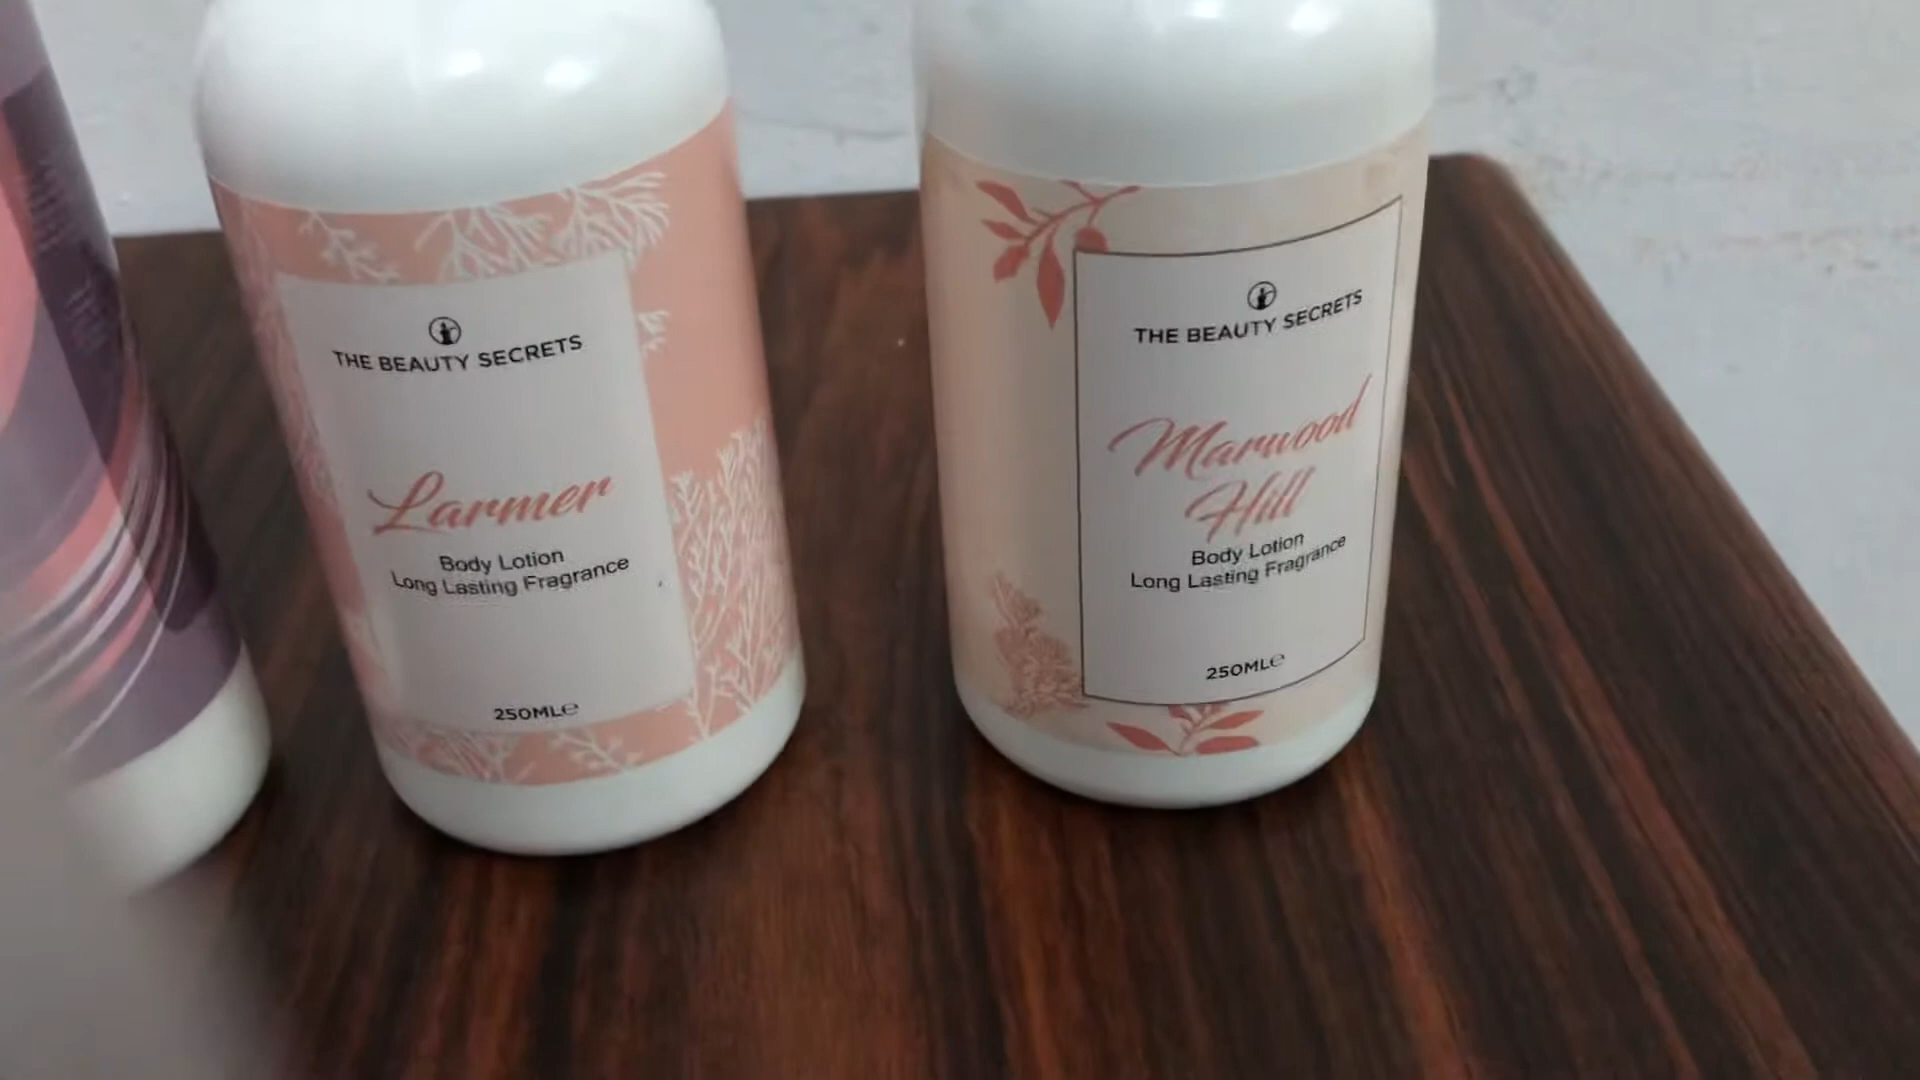 THE BEAUTY SECRETS
Larmer
Body Lotion
Long Lasting Fragrance
250ML℮
THE BEAUTY SECRETS
Marwood
Hill
Body Lotion
Long Lasting Fragrance
250ML℮